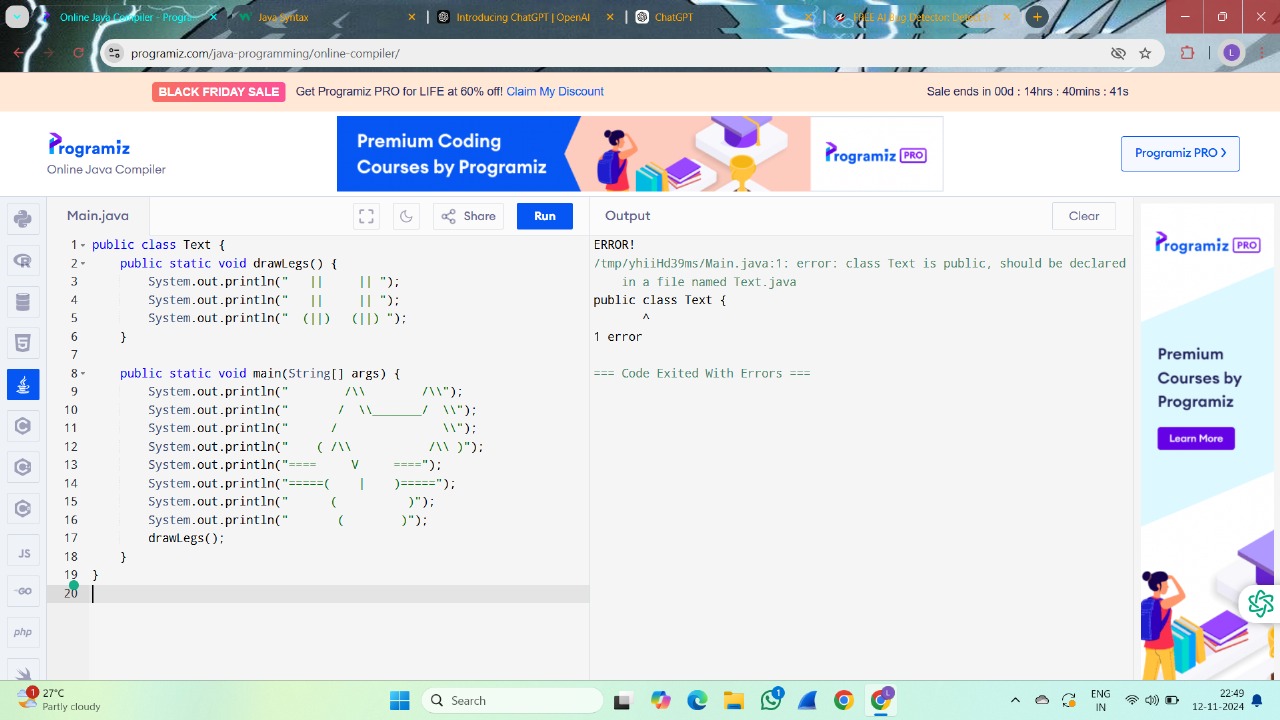 Online Java Compiler - Progra
Java Syntax
Introducing ChatGPT | OpenAI
ChatGPT
FREE AI Bug Detector: Detect
programiz.com/java-programming/online-compiler/
L
BLACK FRIDAY SALE Get Programiz PRO for LIFE at 60% off! Claim My Discount
Sale ends in 00d : 14hrs : 40mins : 41s
Programiz
Online Java Compiler
Premium Coding
Courses by Programiz
Programiz PRO
Programiz PRO >
Main.java
Share
Run
Output
Clear
1 public class Text {
2     public static void drawLegs() {
3         System.out.println("   ||     || ");
4         System.out.println("   ||     || ");
5         System.out.println("  (||)   (||) ");
6     }
7
8     public static void main(String[] args) {
9         System.out.println("        /\\        /\\");
10         System.out.println("       /  \\_______/  \\");
11         System.out.println("      /               \\");
12         System.out.println("    ( /\\           /\\ )");
13         System.out.println("====     V     ====");
14         System.out.println("=====(    |    )=====");
15         System.out.println("      (          )");
16         System.out.println("       (        )");
17         drawLegs();
18     }
19 }
20
ERROR!
/tmp/yhiiHd39ms/Main.java:1: error: class Text is public, should be declared
in a file named Text.java
public class Text {
^
1 error
=== Code Exited With Errors ===
Programiz PRO
Premium
Courses by
Programiz
Learn More
JS
GO
php
1
27°C
Partly cloudy
Search
1
L
ENG
IN
22:49
12-11-2024